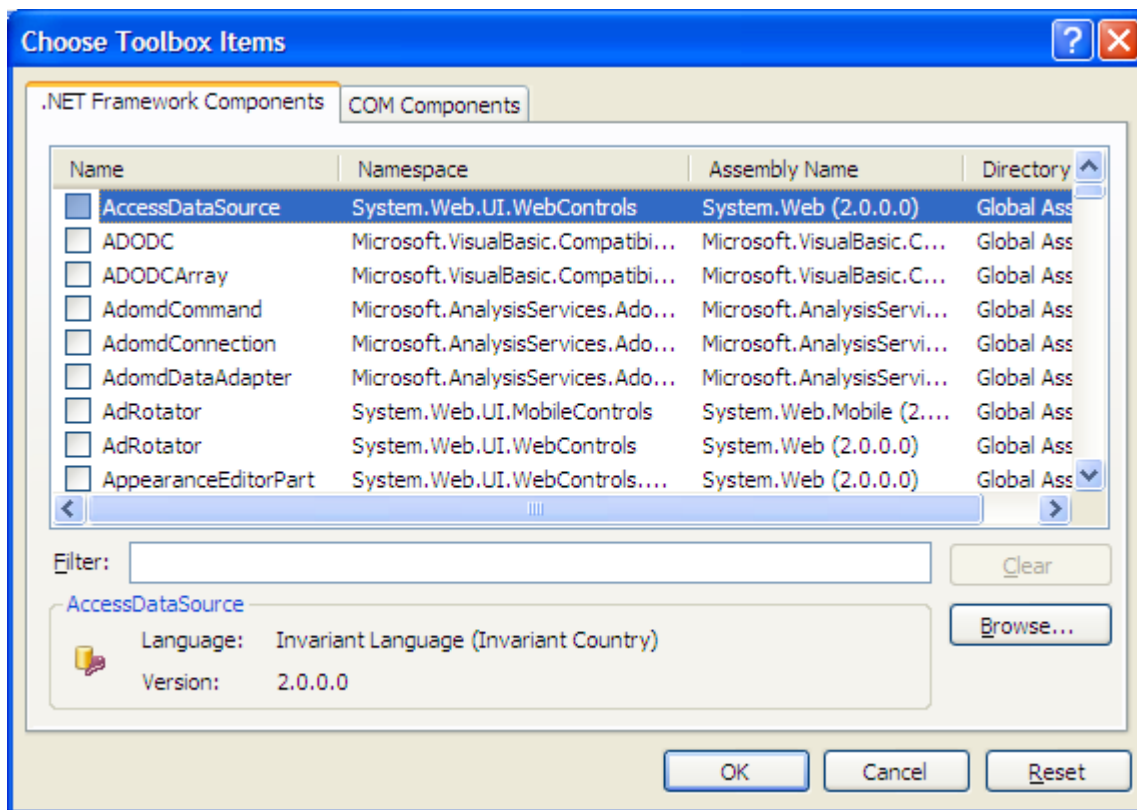 Choose Toolbox Items
.NET Framework Components COM Components
Name Namespace Assembly Name Directory
AccessDataSource System.Web.UI.WebControls System.Web (2.0.0.0) Global Ass
ADODC Microsoft.VisualBasic.Compatibi... Microsoft.VisualBasic.C... Global Ass
ADODCArray Microsoft.VisualBasic.Compatibi... Microsoft.VisualBasic.C... Global Ass
AdomdCommand Microsoft.AnalysisServices.Ado... Microsoft.AnalysisServi... Global Ass
AdomdConnection Microsoft.AnalysisServices.Ado... Microsoft.AnalysisServi... Global Ass
AdomdDataAdapter Microsoft.AnalysisServices.Ado... Microsoft.AnalysisServi... Global Ass
AdRotator System.Web.UI.MobileControls System.Web.Mobile (2.... Global Ass
AdRotator System.Web.UI.WebControls System.Web (2.0.0.0) Global Ass
AppearanceEditorPart System.Web.UI.WebControls.... System.Web (2.0.0.0) Global Ass
Filter: Clear
AccessDataSource
Language: Invariant Language (Invariant Country)
Browse...
Version: 2.0.0.0
OK Cancel Reset